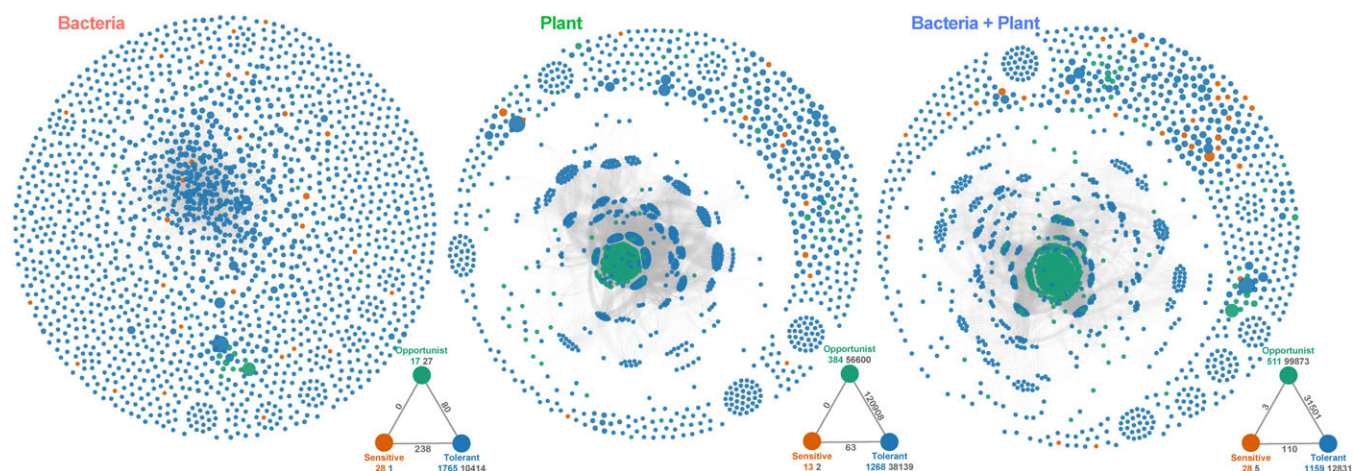 Bacteria
Plant
Bacteria + Plant
Opportunist
17 27
0
80
238
Sensitive
28 1
Tolerant
1765 10414
Opportunist
384 56600
0
120908
63
Sensitive
13 2
Tolerant
1268 38139
Opportunist
511 99873
3
31501
110
Sensitive
28 5
Tolerant
1159 12831